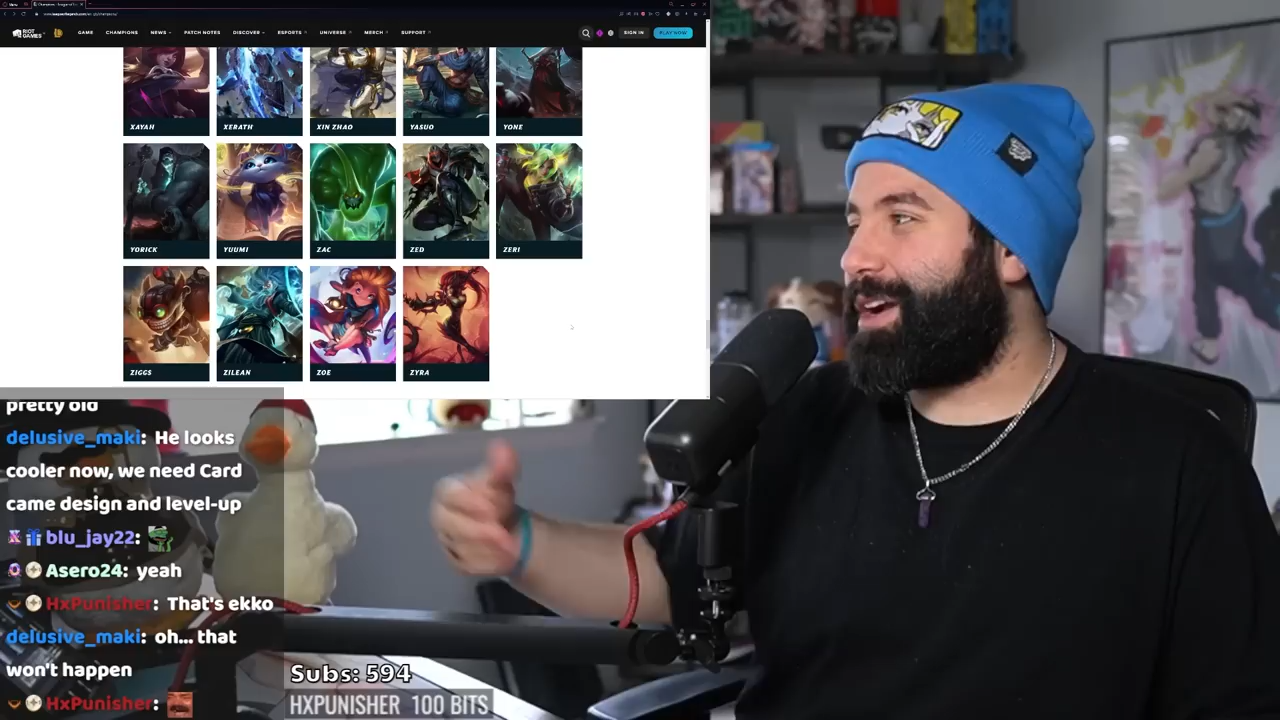 Menu
RIOT GAMES
GAME
CHAMPIONS
NEWS
PATCH NOTES
DISCOVER
ESPORTS
UNIVERSE
MERCH
SUPPORT
SIGN IN
PLAY NOW
XAYAH
XERATH
XIN ZHAO
YASUO
YONE
YORICK
YUUMI
ZAC
ZED
ZERI
ZIGGS
ZILEAN
ZOE
ZYRA
pretty old
delusive_maki: He looks
cooler now, we need Card
came design and level-up
blu_jay22:
Asero24: yeah
HxPunisher: That's ekko
delusive_maki: oh... that
won't happen
HxPunisher:
Subs: 594
HXPUNISHER 100 BITS